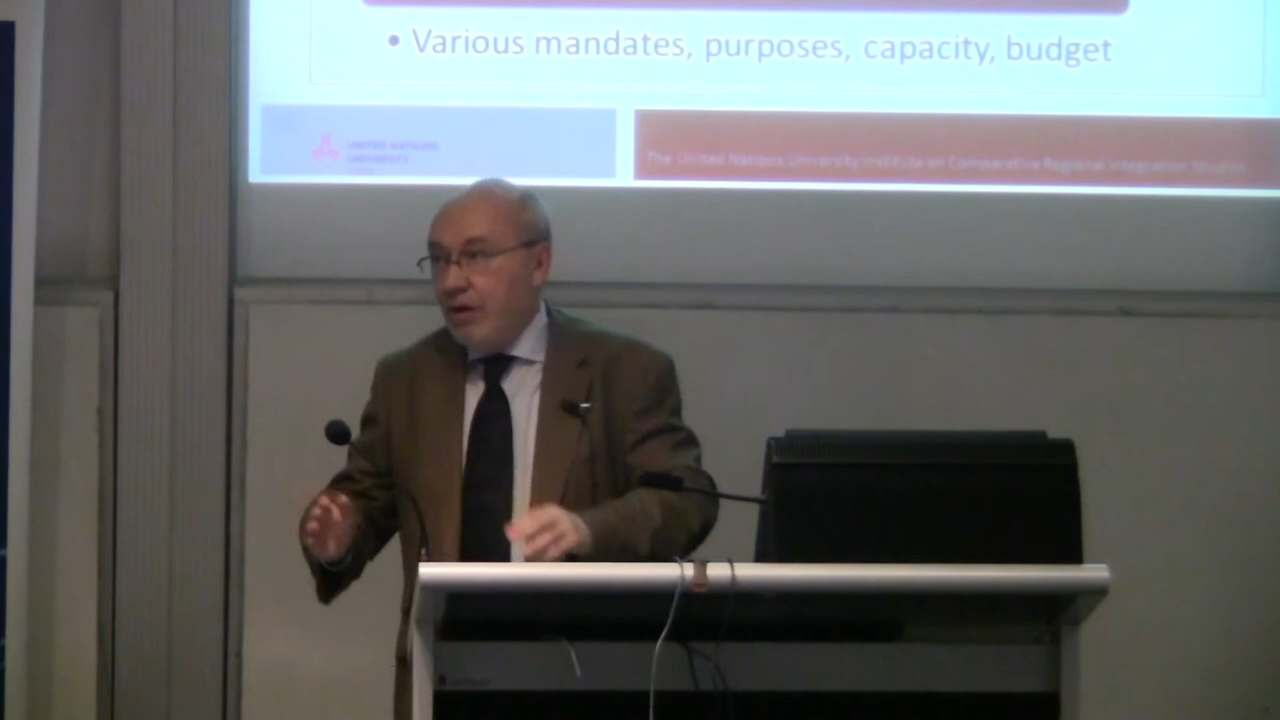 • Various mandates, purposes, capacity, budget
UNITED NATIONS
UNIVERSITY
The United Nations University Institute on Comparative Regional Integration Studies